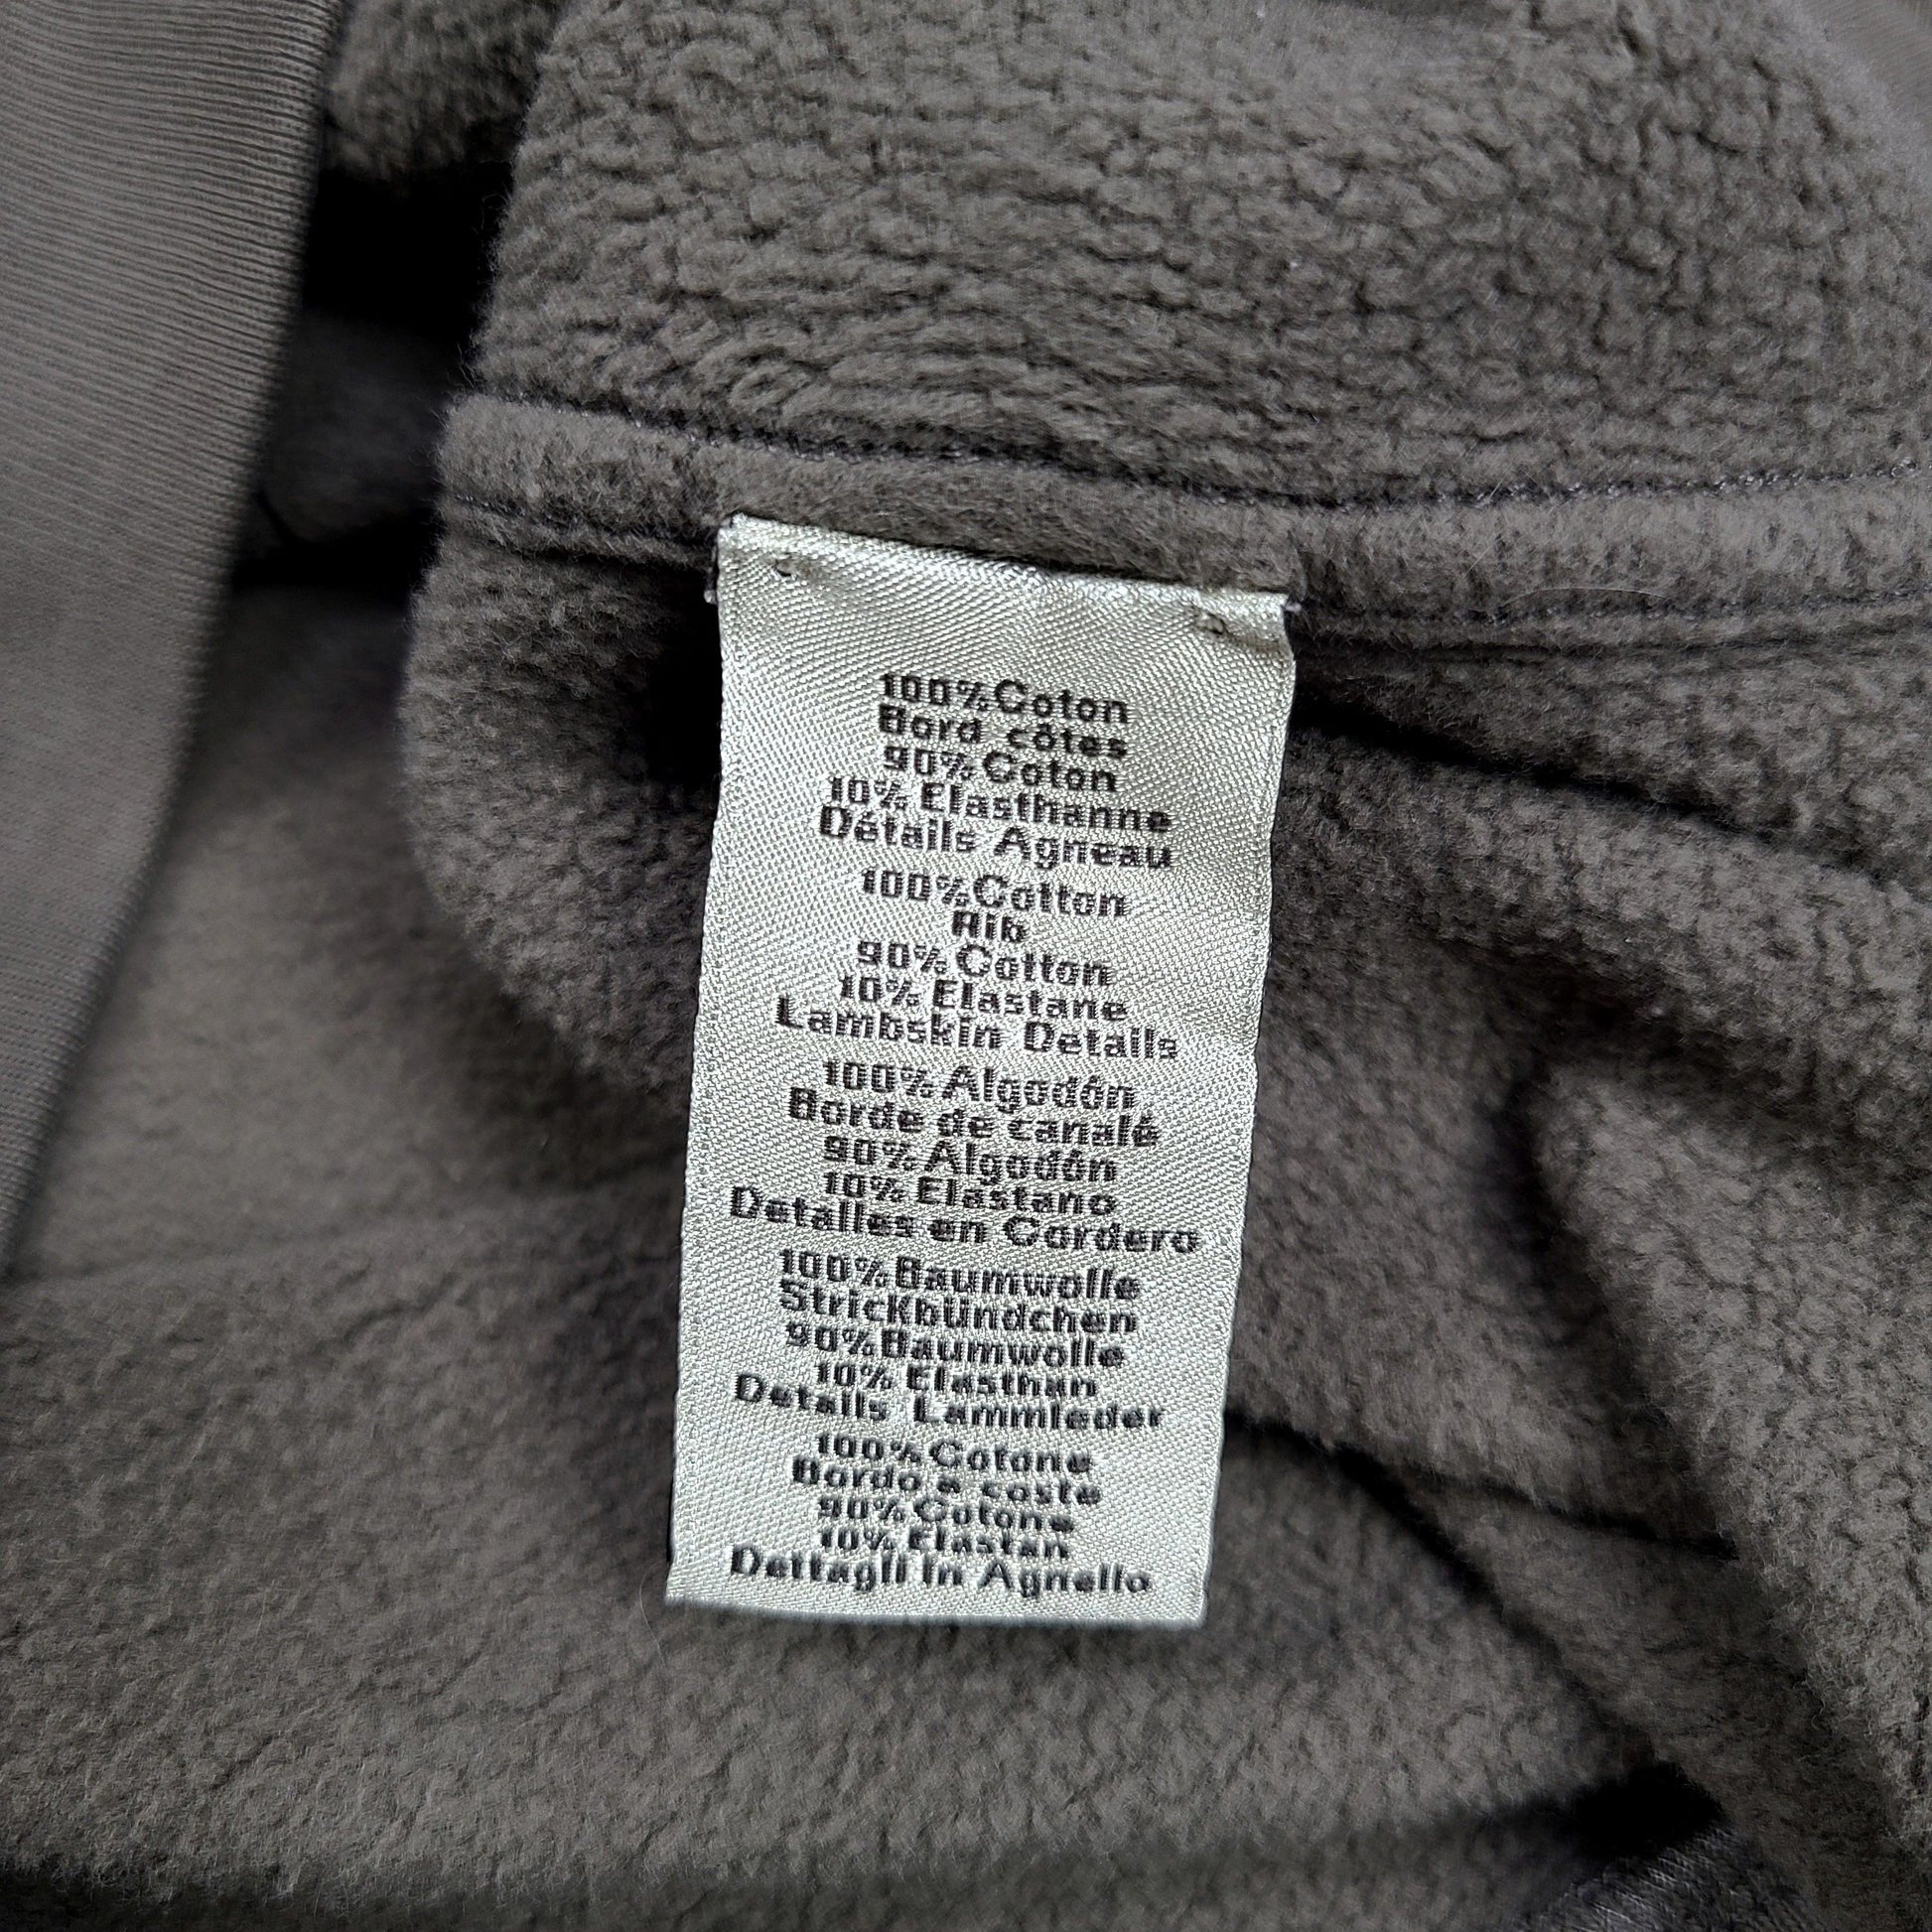 100%Coton
Bord côtes
90%Coton
10% Elasthanne
Détails Agneau
100%Cotton
Rib
90%Cotton
10% Elastane
Lambskin Details
100%Algodón
Borde de canalé
90%Algodón
10% Elastano
Detalles en Cordero
100%Baumwolle
Strickbündchen
90%Baumwolle
10% Elasthan
Details Lammleder
100%Cotone
Bordo a coste
90%Cotone
10% Elastan
Dettagli in Agnello